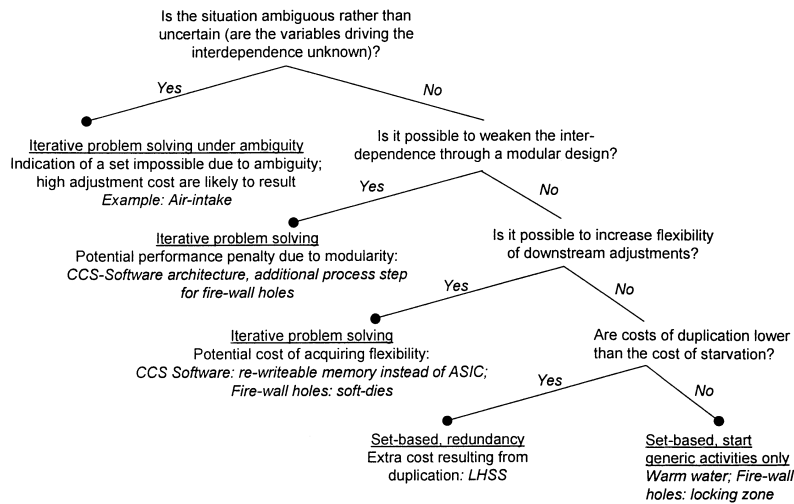 Is the situation ambiguous rather than
uncertain (are the variables driving the
interdependence unknown)?
Yes
No
Iterative problem solving under ambiguity
Indication of a set impossible due to ambiguity;
high adjustment cost are likely to result
Example: Air-intake
Is it possible to weaken the inter-
dependence through a modular design?
Yes
No
Iterative problem solving
Potential performance penalty due to modularity:
CCS-Software architecture, additional process step
for fire-wall holes
Is it possible to increase flexibility
of downstream adjustments?
Yes
No
Iterative problem solving
Potential cost of acquiring flexibility:
CCS Software: re-writeable memory instead of ASIC;
Fire-wall holes: soft-dies
Are costs of duplication lower
than the cost of starvation?
Yes
No
Set-based, redundancy
Extra cost resulting from
duplication: LHSS
Set-based, start
generic activities only
Warm water; Fire-wall
holes: locking zone